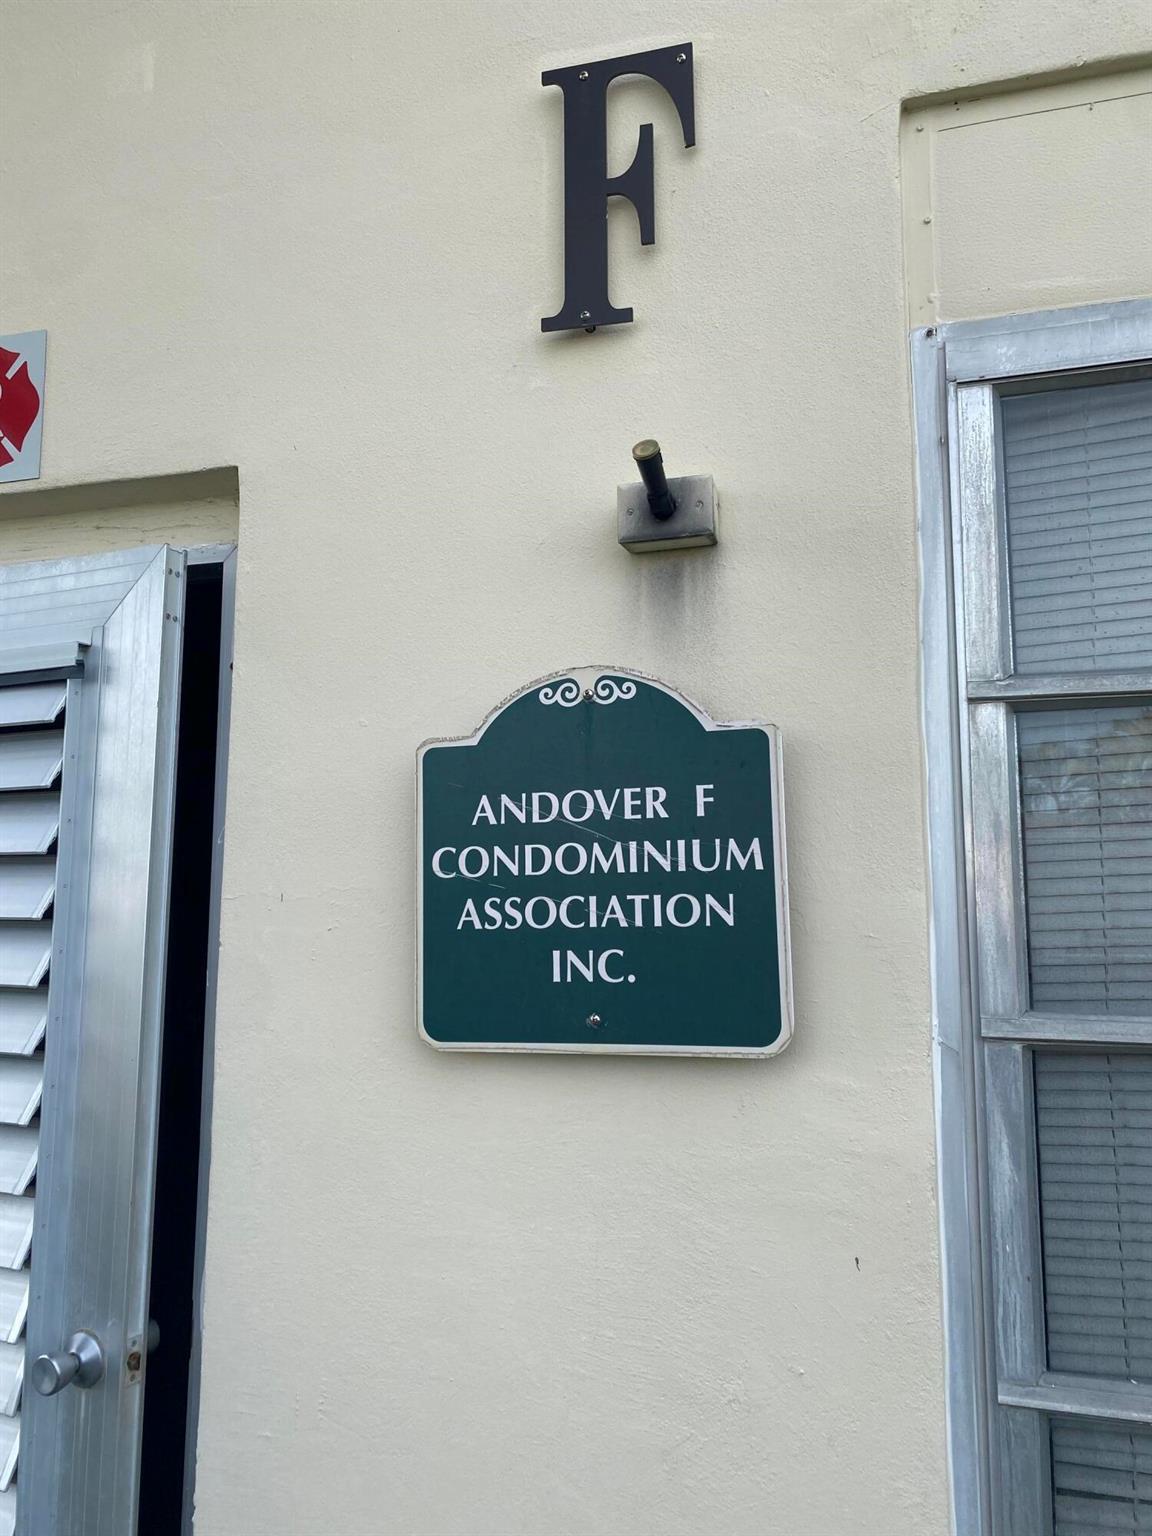 F
ANDOVER F
CONDOMINIUM
ASSOCIATION
INC.